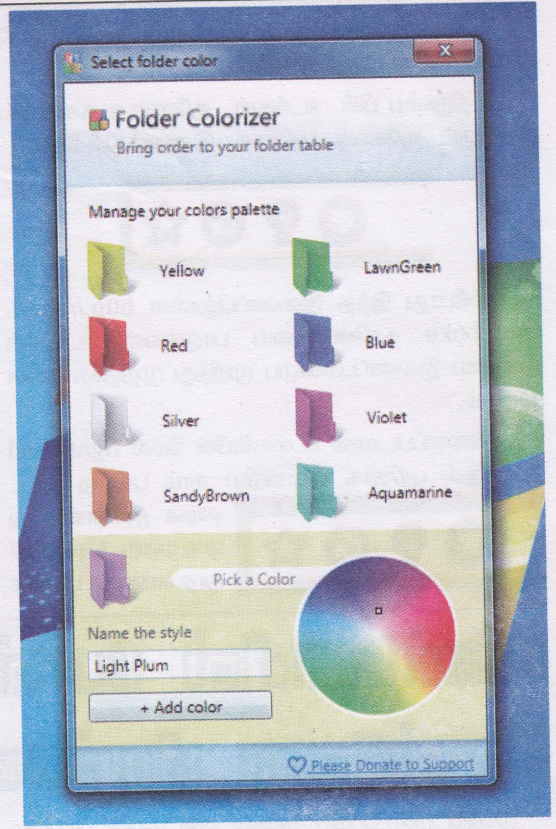 Select folder color
Folder Colorizer
Bring order to your folder table
Manage your colors palette
Yellow
LawnGreen
Red
Blue
Silver
Violet
SandyBrown
Aquamarine
Pick a Color
Name the style
Light Plum
+ Add color
Please Donate to Support